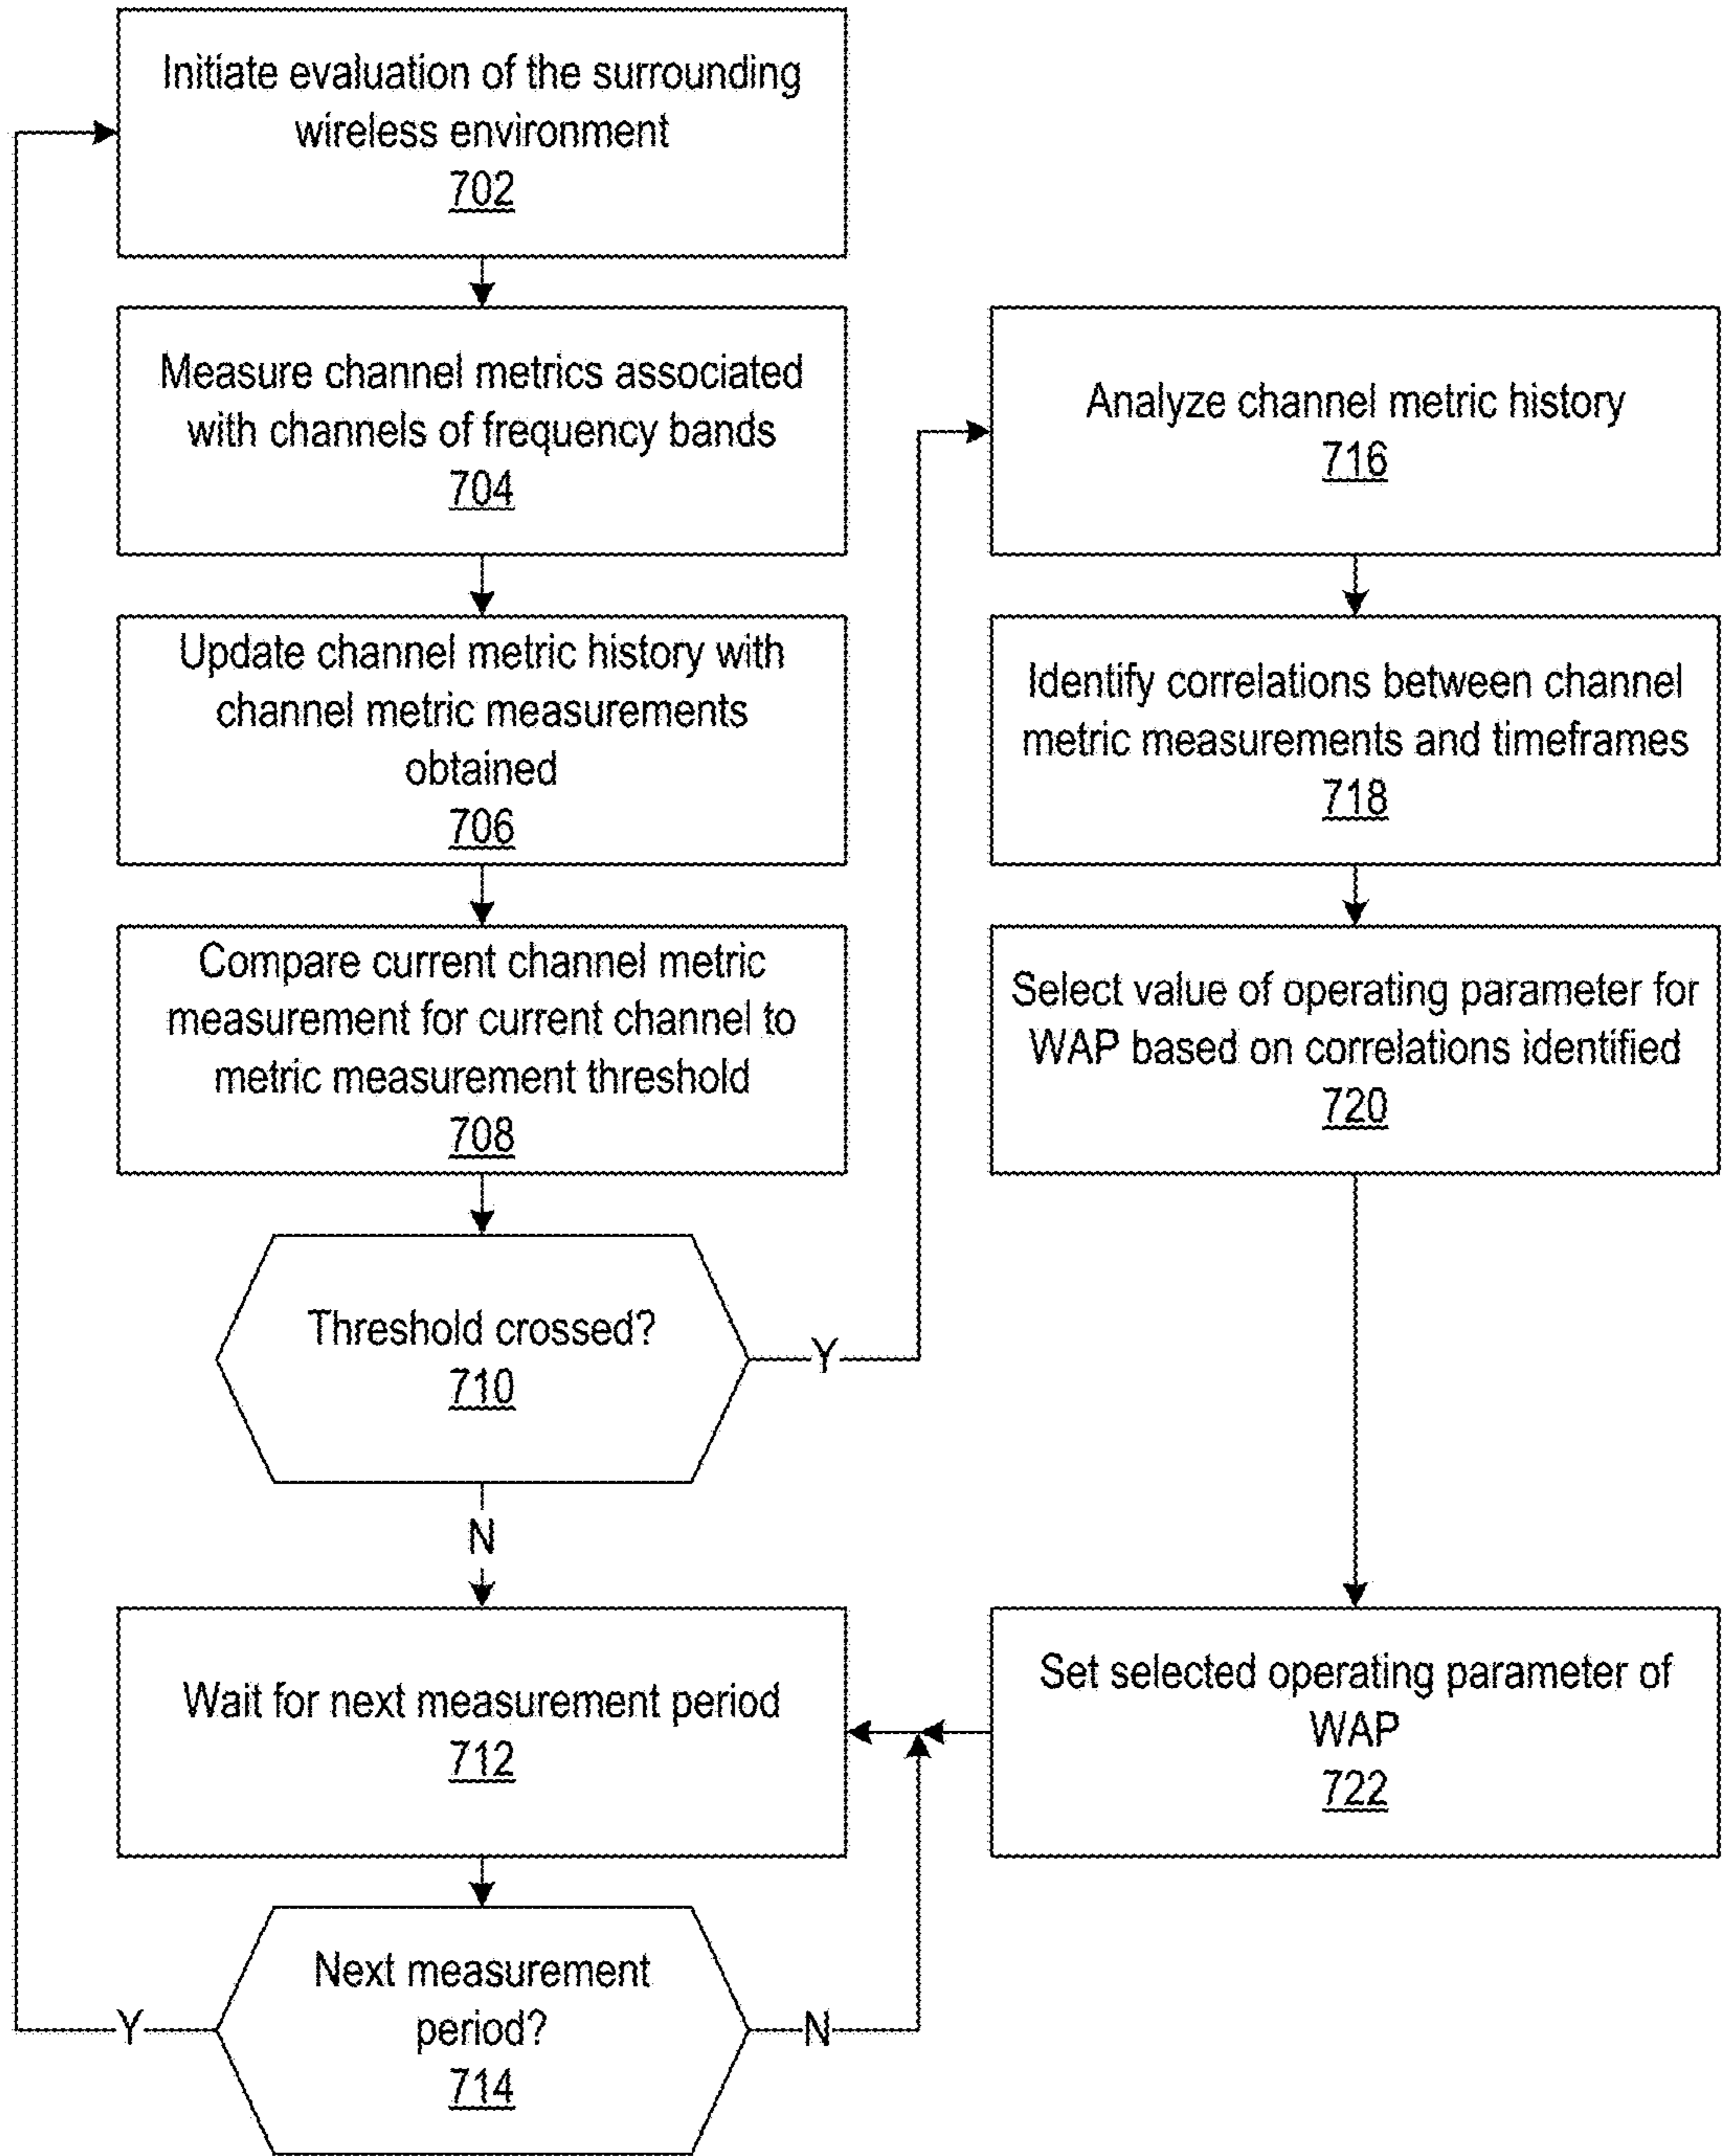 Initiate evaluation of the surrounding
wireless environment
702
Measure channel metrics associated
with channels of frequency bands
704
Update channel metric history with
channel metric measurements
obtained
706
Compare current channel metric
measurement for current channel to
metric measurement threshold
708
Threshold crossed?
710
Y
N
Wait for next measurement period
712
Next measurement
period?
714
Y
N
Analyze channel metric history
716
Identify correlations between channel
metric measurements and timeframes
718
Select value of operating parameter for
WAP based on correlations identified
720
Set selected operating parameter of
WAP
722